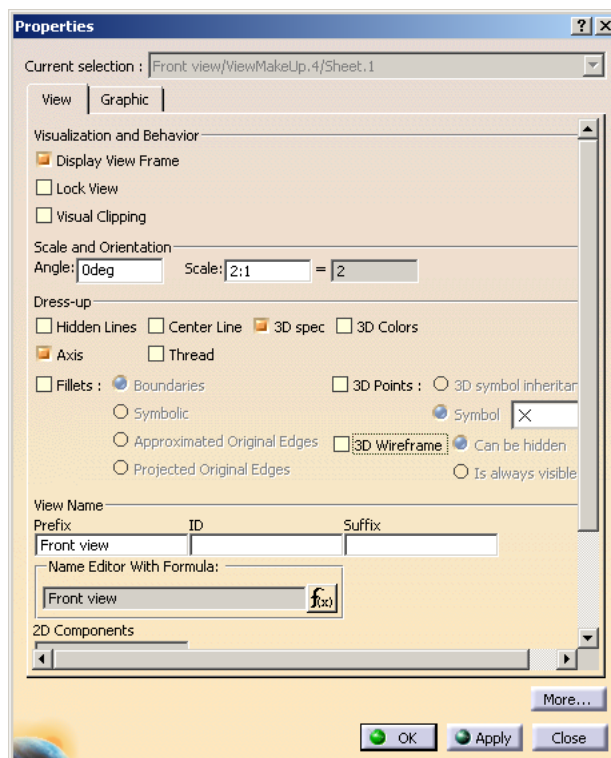 Properties
Current selection : Front view/ViewMakeUp.4/Sheet.1
View Graphic
Visualization and Behavior
Display View Frame
Lock View
Visual Clipping
Scale and Orientation
Angle: 0deg Scale: 2:1 = 2
Dress-up
Hidden Lines Center Line 3D spec 3D Colors
Axis Thread
Fillets : Boundaries 3D Points : 3D symbol inheritan
Symbolic Symbol
Approximated Original Edges 3D Wireframe Can be hidden
Projected Original Edges Is always visible
View Name
Prefix ID Suffix
Front view
Name Editor With Formula:
Front view f(x)
2D Components
More...
OK Apply Close